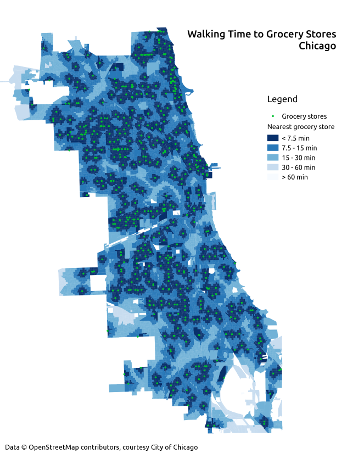 Walking Time to Grocery Stores
Chicago
Legend
Grocery stores
Nearest grocery store
< 7.5 min
7.5 - 15 min
15 - 30 min
30 - 60 min
> 60 min
Data © OpenStreetMap contributors, courtesy City of Chicago